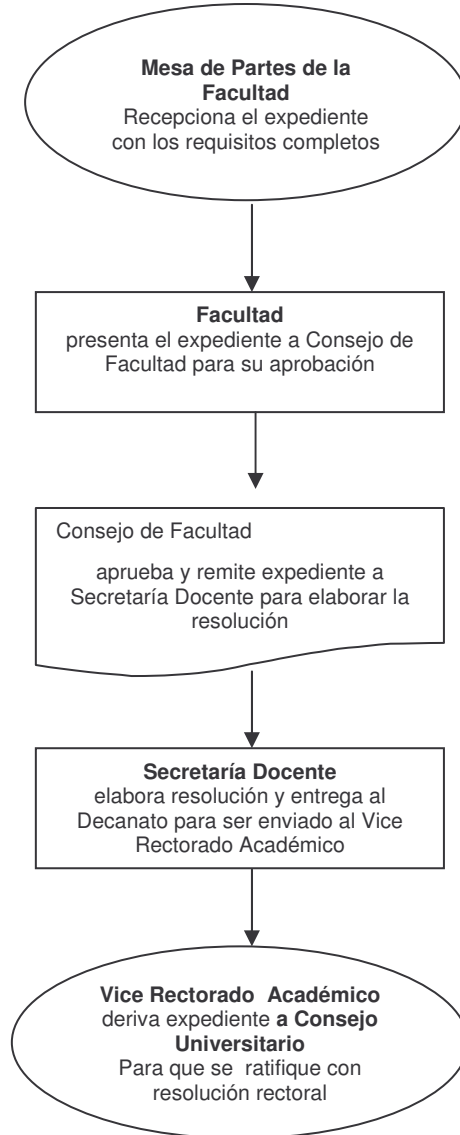 Mesa de Partes de la
Facultad
Recepciona el expediente
con los requisitos completos
Facultad
presenta el expediente a Consejo de
Facultad para su aprobación
Consejo de Facultad
aprueba y remite expediente a
Secretaría Docente para elaborar la
resolución
Secretaría Docente
elabora resolución y entrega al
Decanato para ser enviado al Vice
Rectorado Académico
Vice Rectorado Académico
deriva expediente a Consejo
Universitario
Para que se ratifique con
resolución rectoral